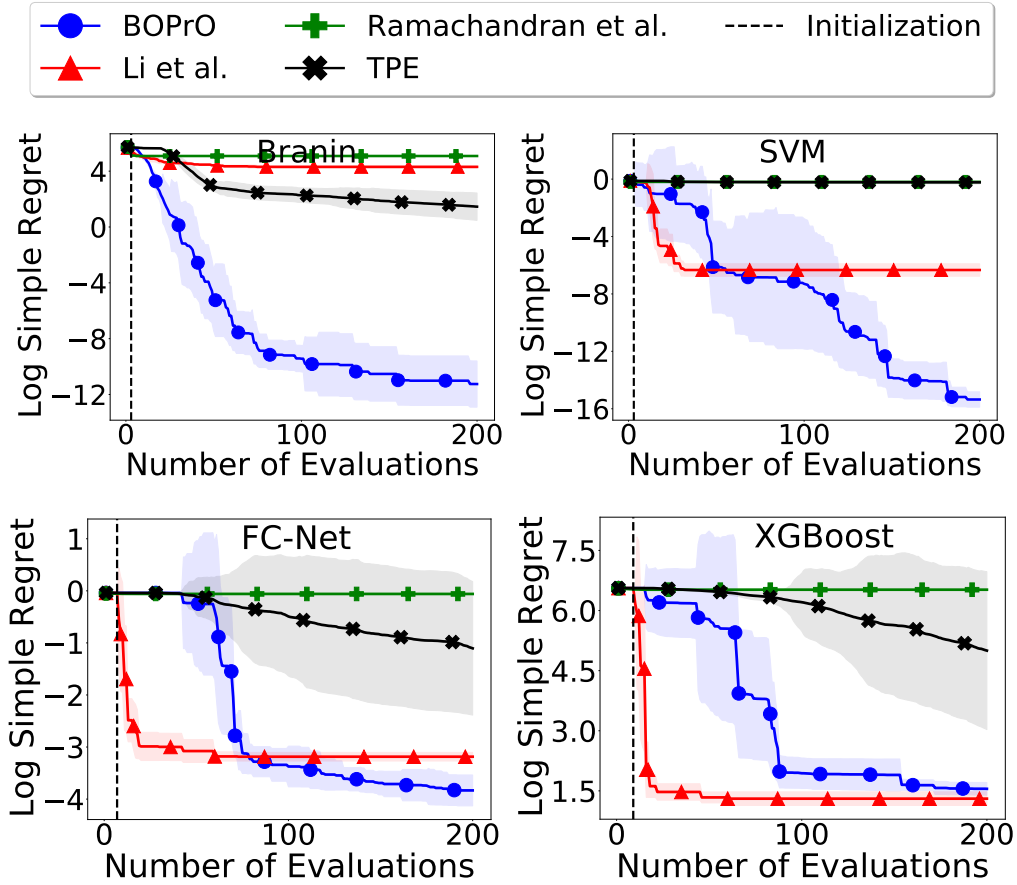 BOPrO
Ramachandran et al.
Initialization
Li et al.
TPE
Branin
Log Simple Regret
4
0
−4
−8
−12
0
100
200
Number of Evaluations
SVM
Log Simple Regret
0
−4
−8
−12
−16
0
100
200
Number of Evaluations
FC-Net
Log Simple Regret
1
0
−1
−2
−3
−4
0
100
200
Number of Evaluations
XGBoost
Log Simple Regret
7.5
6.0
4.5
3.0
1.5
0
100
200
Number of Evaluations